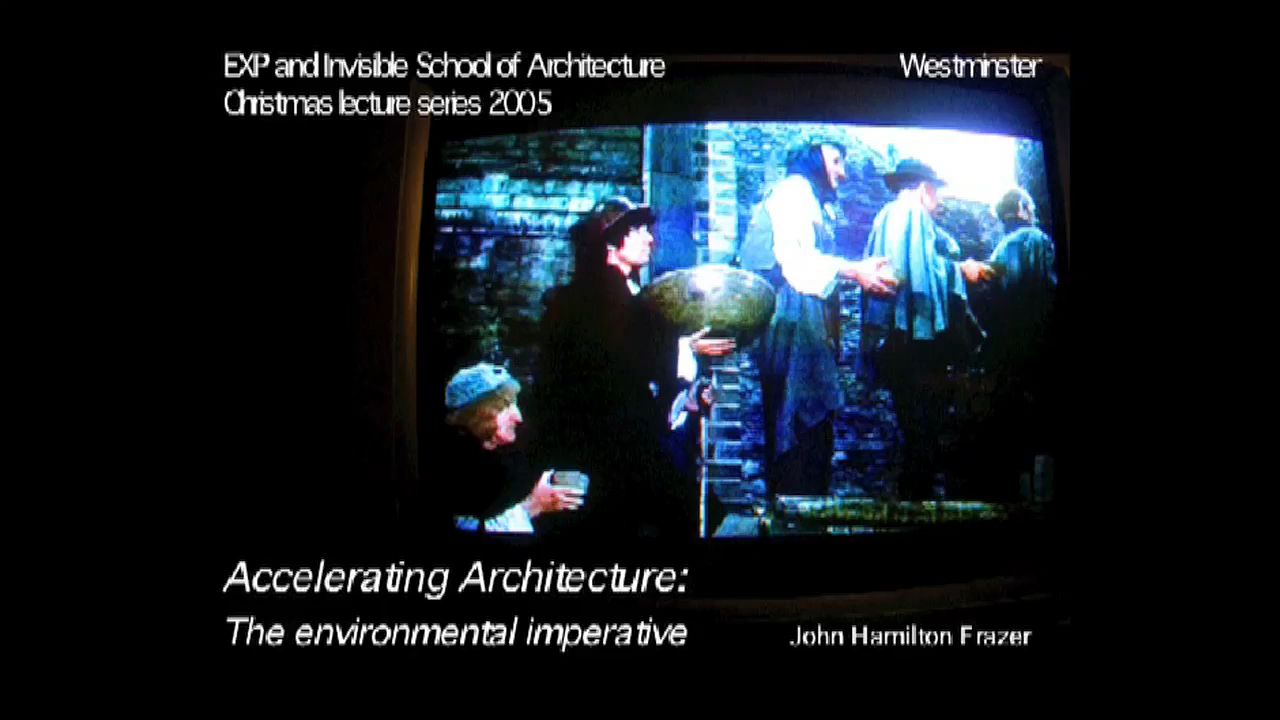 EXP and Invisible School of Architecture
Westminster
Christmas lecture series 2005
Accelerating Architecture:
The environmental imperative
John Hamilton Frazer